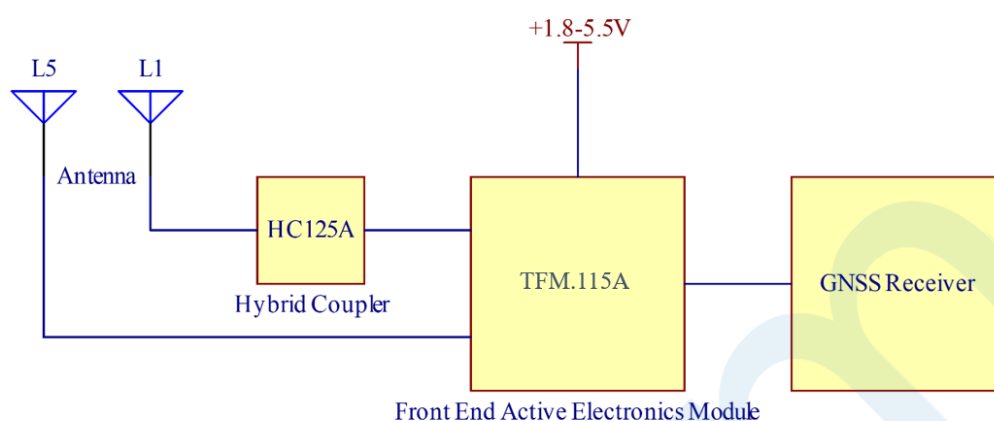 +1.8-5.5V
L5
L1
Antenna
HC125A
Hybrid Coupler
TFM.115A
GNSS Receiver
Front End Active Electronics Module